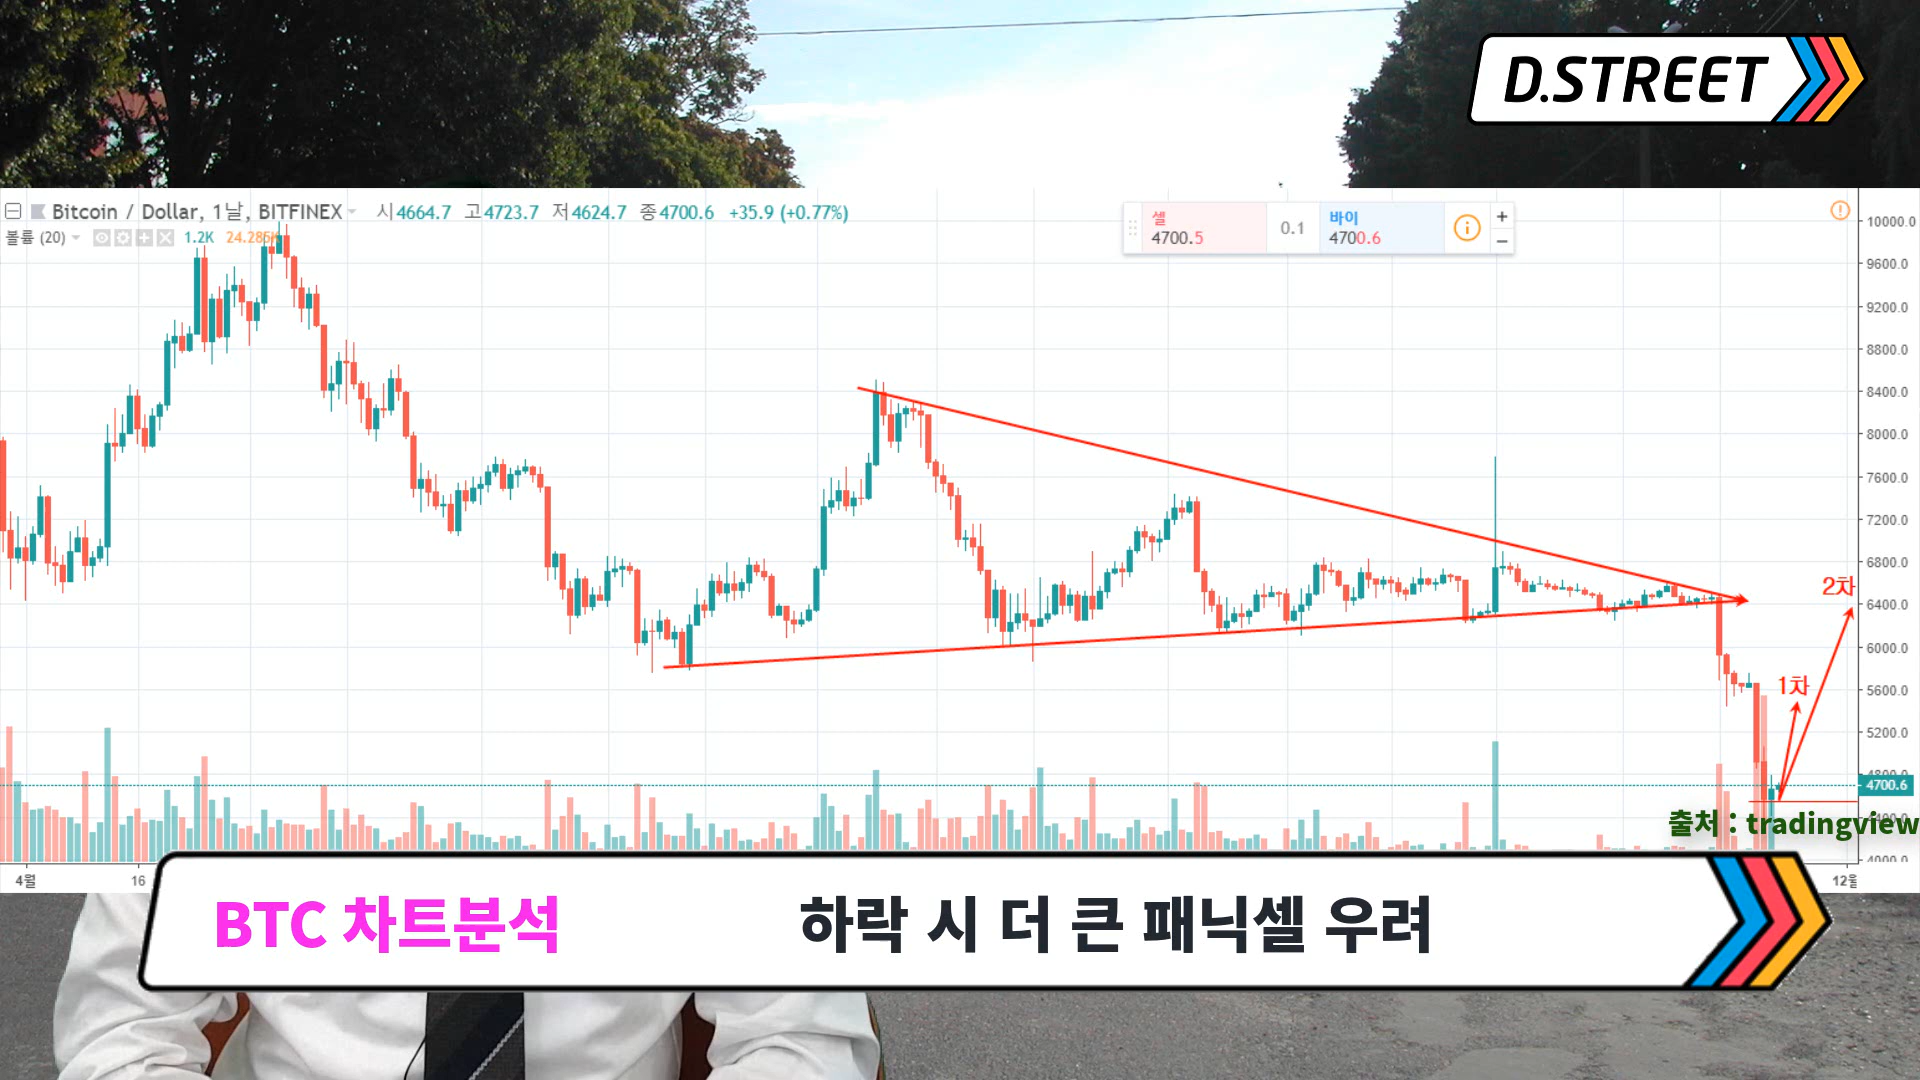 D.STREET
Bitcoin / Dollar, 1날, BITFINEX 시4664.7 고4723.7 저4624.7 종4700.6 +35.9 (+0.77%)
볼륨 (20) 1.2K 24.285K
셀
4700.5
0.1
바이
4700.6
10000.0
9600.0
9200.0
8800.0
8400.0
8000.0
7600.0
7200.0
6800.0
6400.0
6000.0
5600.0
5200.0
4800.0
4700.6
4400.0
4000.0
2차
1차
출처 : tradingview
4월
16
12월
BTC 차트분석
하락 시 더 큰 패닉셀 우려